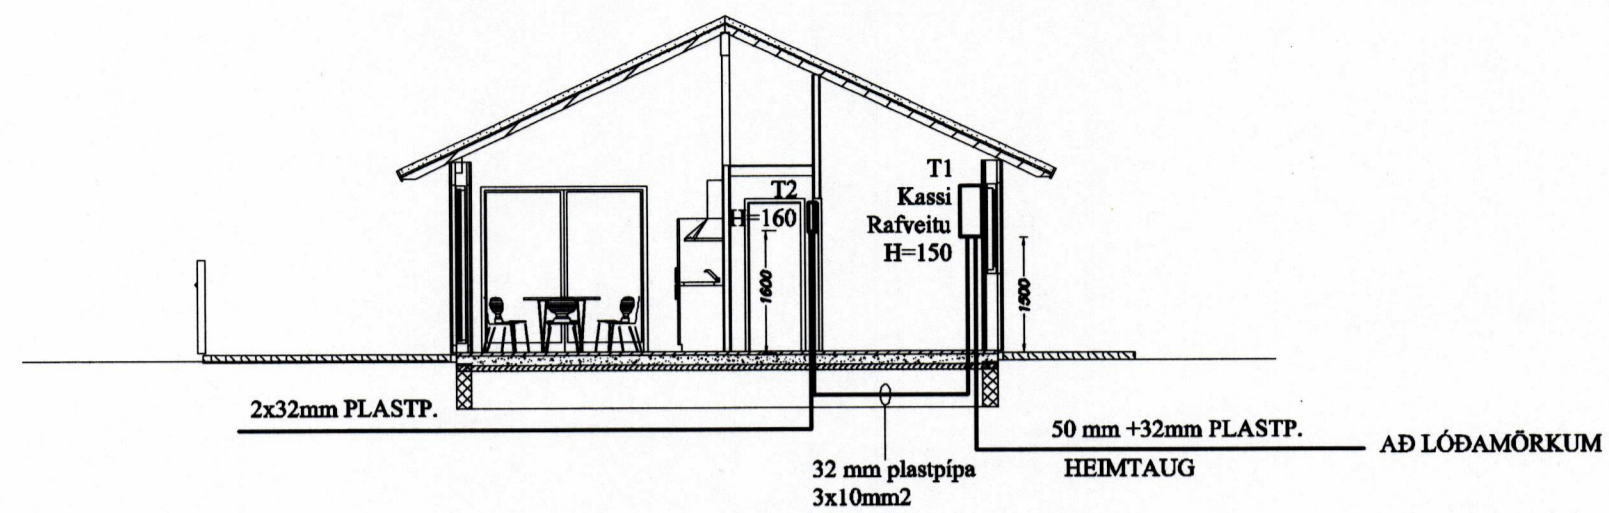 T1
Kassi
Rafveitu
H=150
T2
H=160
1600
1500
2x32mm PLASTP.
32 mm plastpípa
3x10mm2
50 mm +32mm PLASTP.
HEIMTAUG
AÐ LÓÐAMÖRKUM